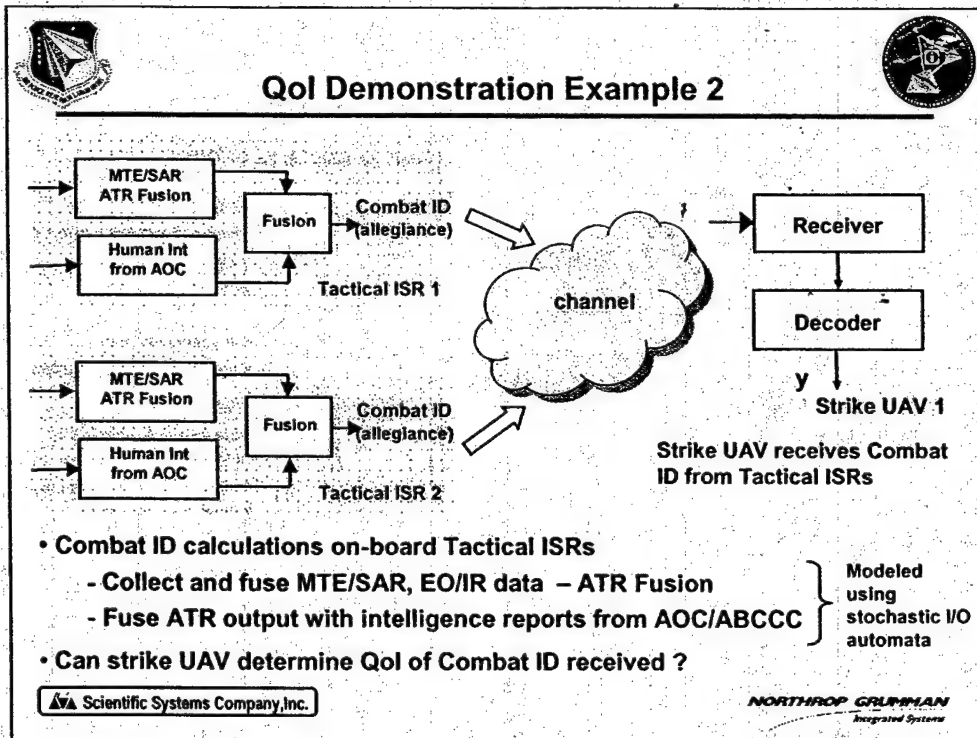 QoI Demonstration Example 2
MTE/SAR
ATR Fusion
Human Int
from AOC
Fusion
Combat ID
(allegiance)
Tactical ISR 1
MTE/SAR
ATR Fusion
Human Int
from AOC
Fusion
Combat ID
(allegiance)
Tactical ISR 2
channel
Receiver
Decoder
y
Strike UAV 1
Strike UAV receives Combat
ID from Tactical ISRs
• Combat ID calculations on-board Tactical ISRs
- Collect and fuse MTE/SAR, EO/IR data – ATR Fusion
- Fuse ATR output with intelligence reports from AOC/ABCCC
Modeled
using
stochastic I/O
automata
• Can strike UAV determine QoI of Combat ID received ?
Scientific Systems Company,Inc.
NORTHROP GRUMMAN
Integrated Systems